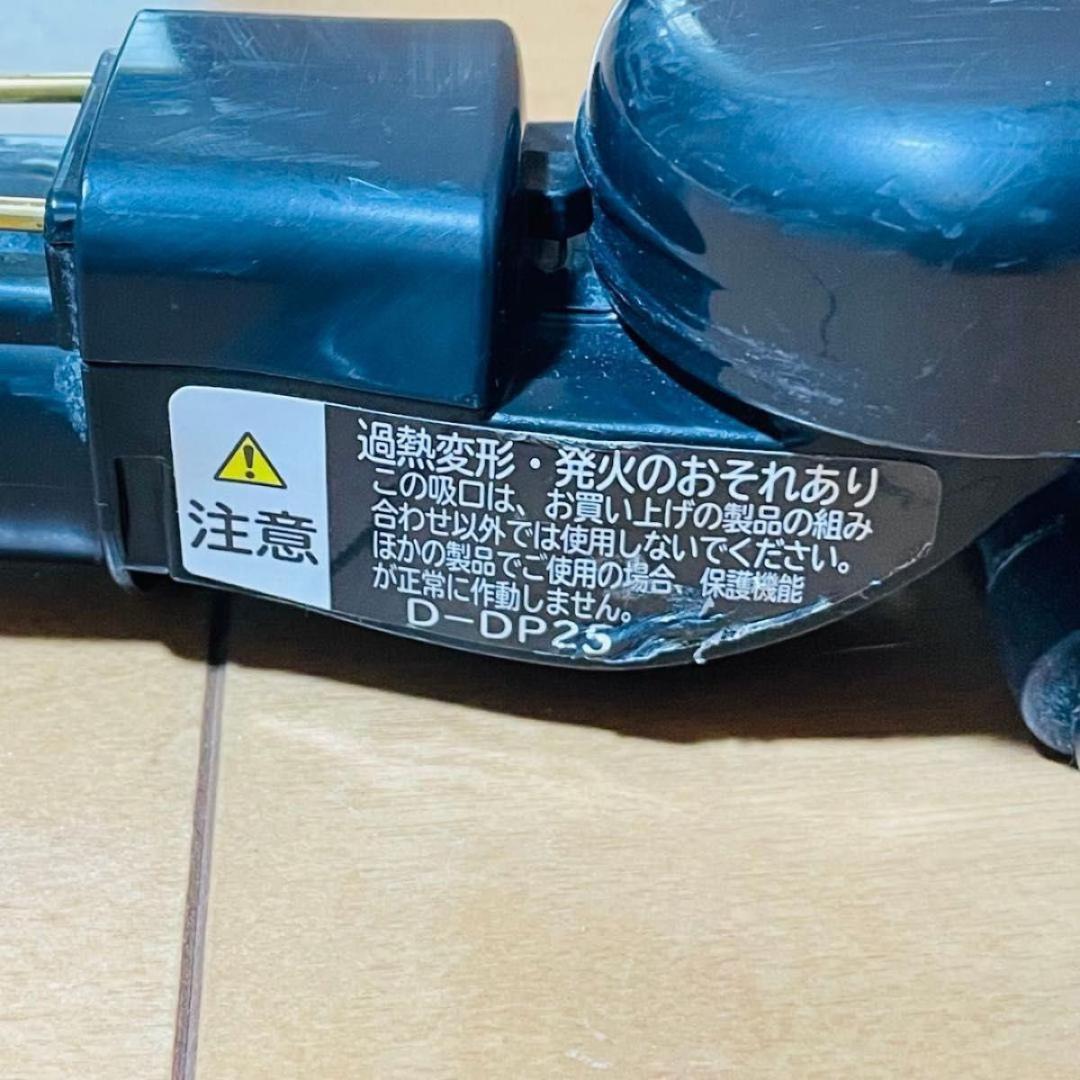 注意
過熱変形・発火のおそれあり
この吸口は、お買い上げの製品の組み
合わせ以外では使用しないでください。
ほかの製品でご使用の場合、保護機能
が正常に作動しません。
D-DP25